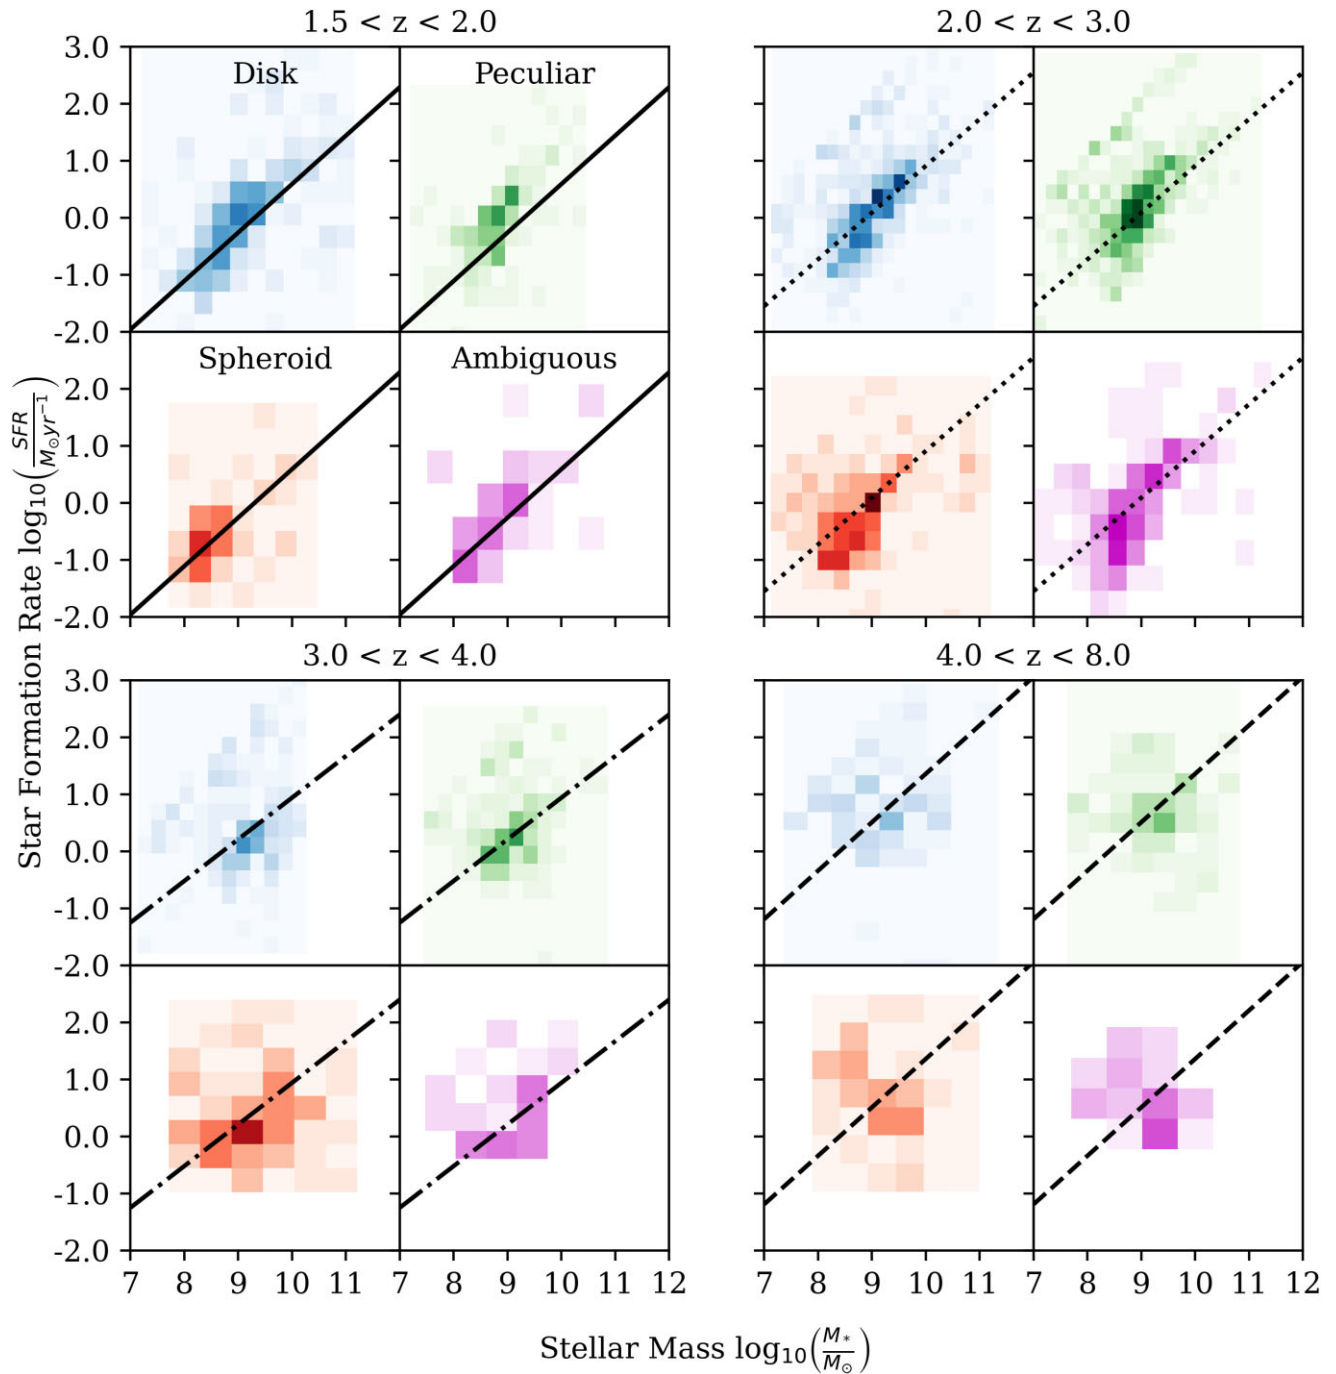 1.5 < z < 2.0
2.0 < z < 3.0
3.0
2.0
1.0
0.0
-1.0
-2.0
Disk
Peculiar
Spheroid
Ambiguous
2.0
1.0
0.0
-1.0
-2.0
Star Formation Rate log₁₀(SFR/M⊙yr⁻¹)
3.0 < z < 4.0
4.0 < z < 8.0
3.0
2.0
1.0
0.0
-1.0
-2.0
2.0
1.0
0.0
-1.0
-2.0
7 8 9 10 11 7 8 9 10 11 12
7 8 9 10 11 7 8 9 10 11 12
Stellar Mass log₁₀(M*/M⊙)